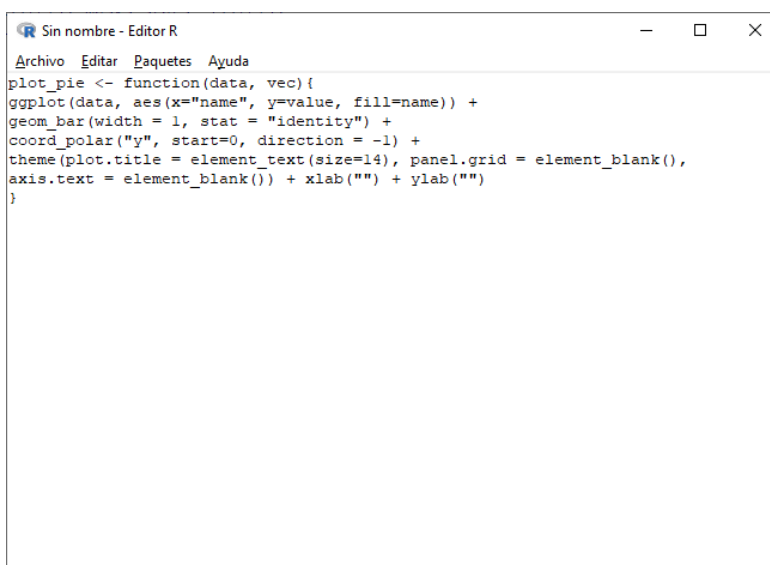 Sin nombre - Editor R
Archivo Editar Paquetes Ayuda
plot_pie <- function(data, vec){
ggplot(data, aes(x="name", y=value, fill=name)) +
geom_bar(width = 1, stat = "identity") +
coord_polar("y", start=0, direction = -1) +
theme(plot.title = element_text(size=14), panel.grid = element_blank(),
axis.text = element_blank()) + xlab("") + ylab("")
}